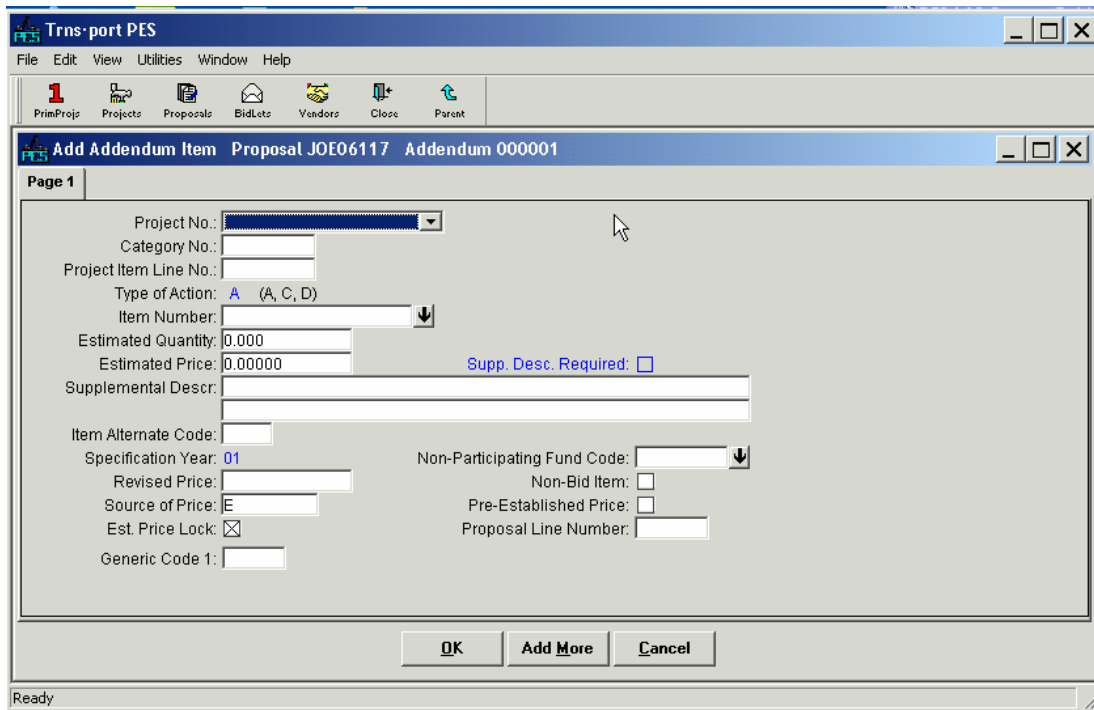 Trns·port PES
File Edit View Utilities Window Help
1
PrimProjs Projects Proposals BidLets Vendors Close Parent
PES Add Addendum Item Proposal JOE06117 Addendum 000001
Page 1
Project No.:
Category No.:
Project Item Line No.:
Type of Action: A (A, C, D)
Item Number:
Estimated Quantity: 0.000
Estimated Price: 0.00000 Supp. Desc. Required:
Supplemental Descr:
Item Alternate Code:
Specification Year: 01 Non-Participating Fund Code:
Revised Price: Non-Bid Item:
Source of Price: E Pre-Established Price:
Est. Price Lock: Proposal Line Number:
Generic Code 1:
OK Add More Cancel
Ready